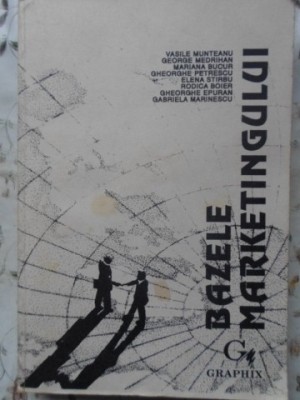 VASILE MUNTEANU
GEORGE MEDRIHAN
MARIANA BUCUR
GHEORGHE PETRESCU
ELENA STIRBU
RODICA BOIER
GHEORGHE EPURAN
GABRIELA MARINESCU
BAZELE
MARKETINGULUI
G
GRAPHIX